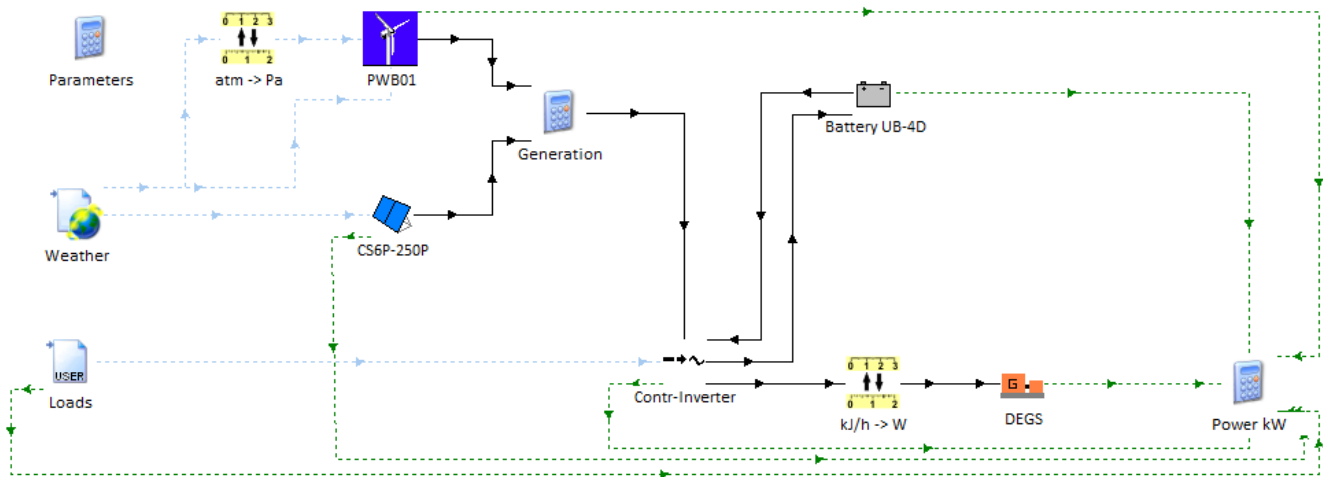 0 1 2 3
0 1 2
Parameters
atm -> Pa
PWB01
Battery UB-4D
Generation
Weather
CS6P-250P
USER
Loads
Contr-Inverter
0 1 2 3
0 1 2
kJ/h -> W
G
DEGS
Power kW